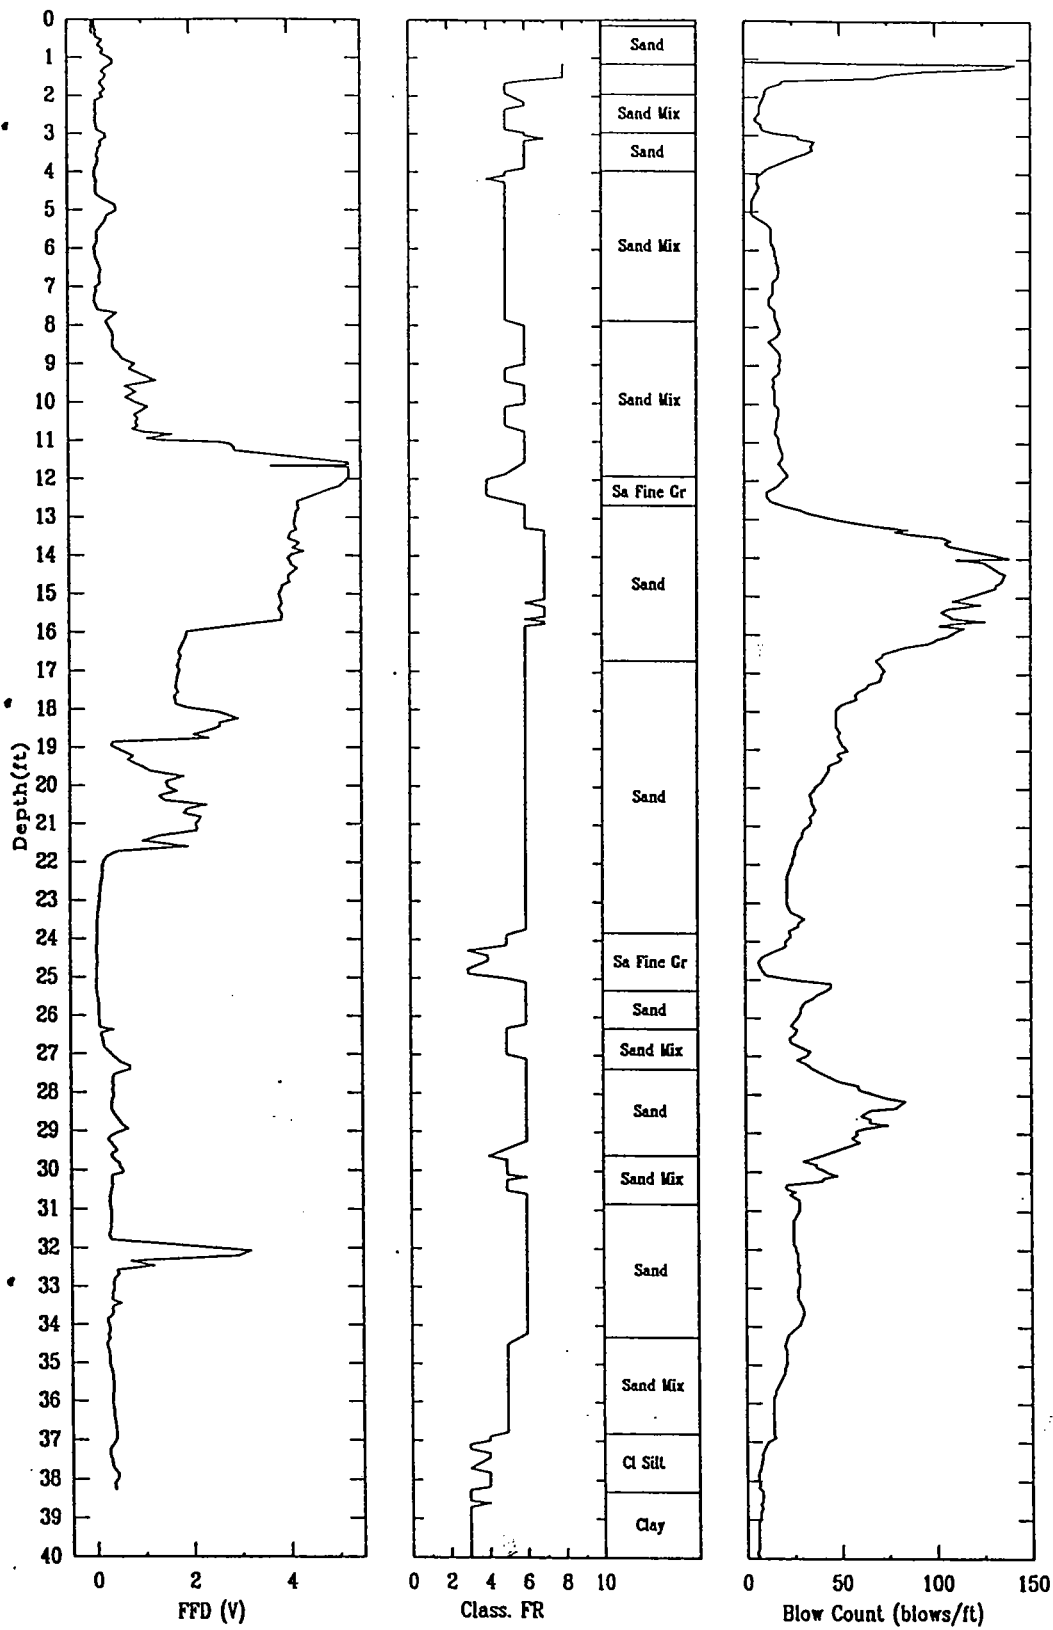 0
1
2
3
4
5
6
7
8
9
10
11
12
13
14
15
16
17
18
19
20
21
22
23
24
25
26
27
28
29
30
31
32
33
34
35
36
37
38
39
40
Depth(ft)
0 2 4
FFD (V)
Sand
Sand Mix
Sand
Sand Mix
Sand Mix
Sa Fine Gr
Sand
Sand
Sa Fine Gr
Sand
Sand Mix
Sand
Sand Mix
Sand
Sand Mix
Cl Silt
Clay
0 2 4 6 8 10
Class. FR
0 50 100 150
Blow Count (blows/ft)